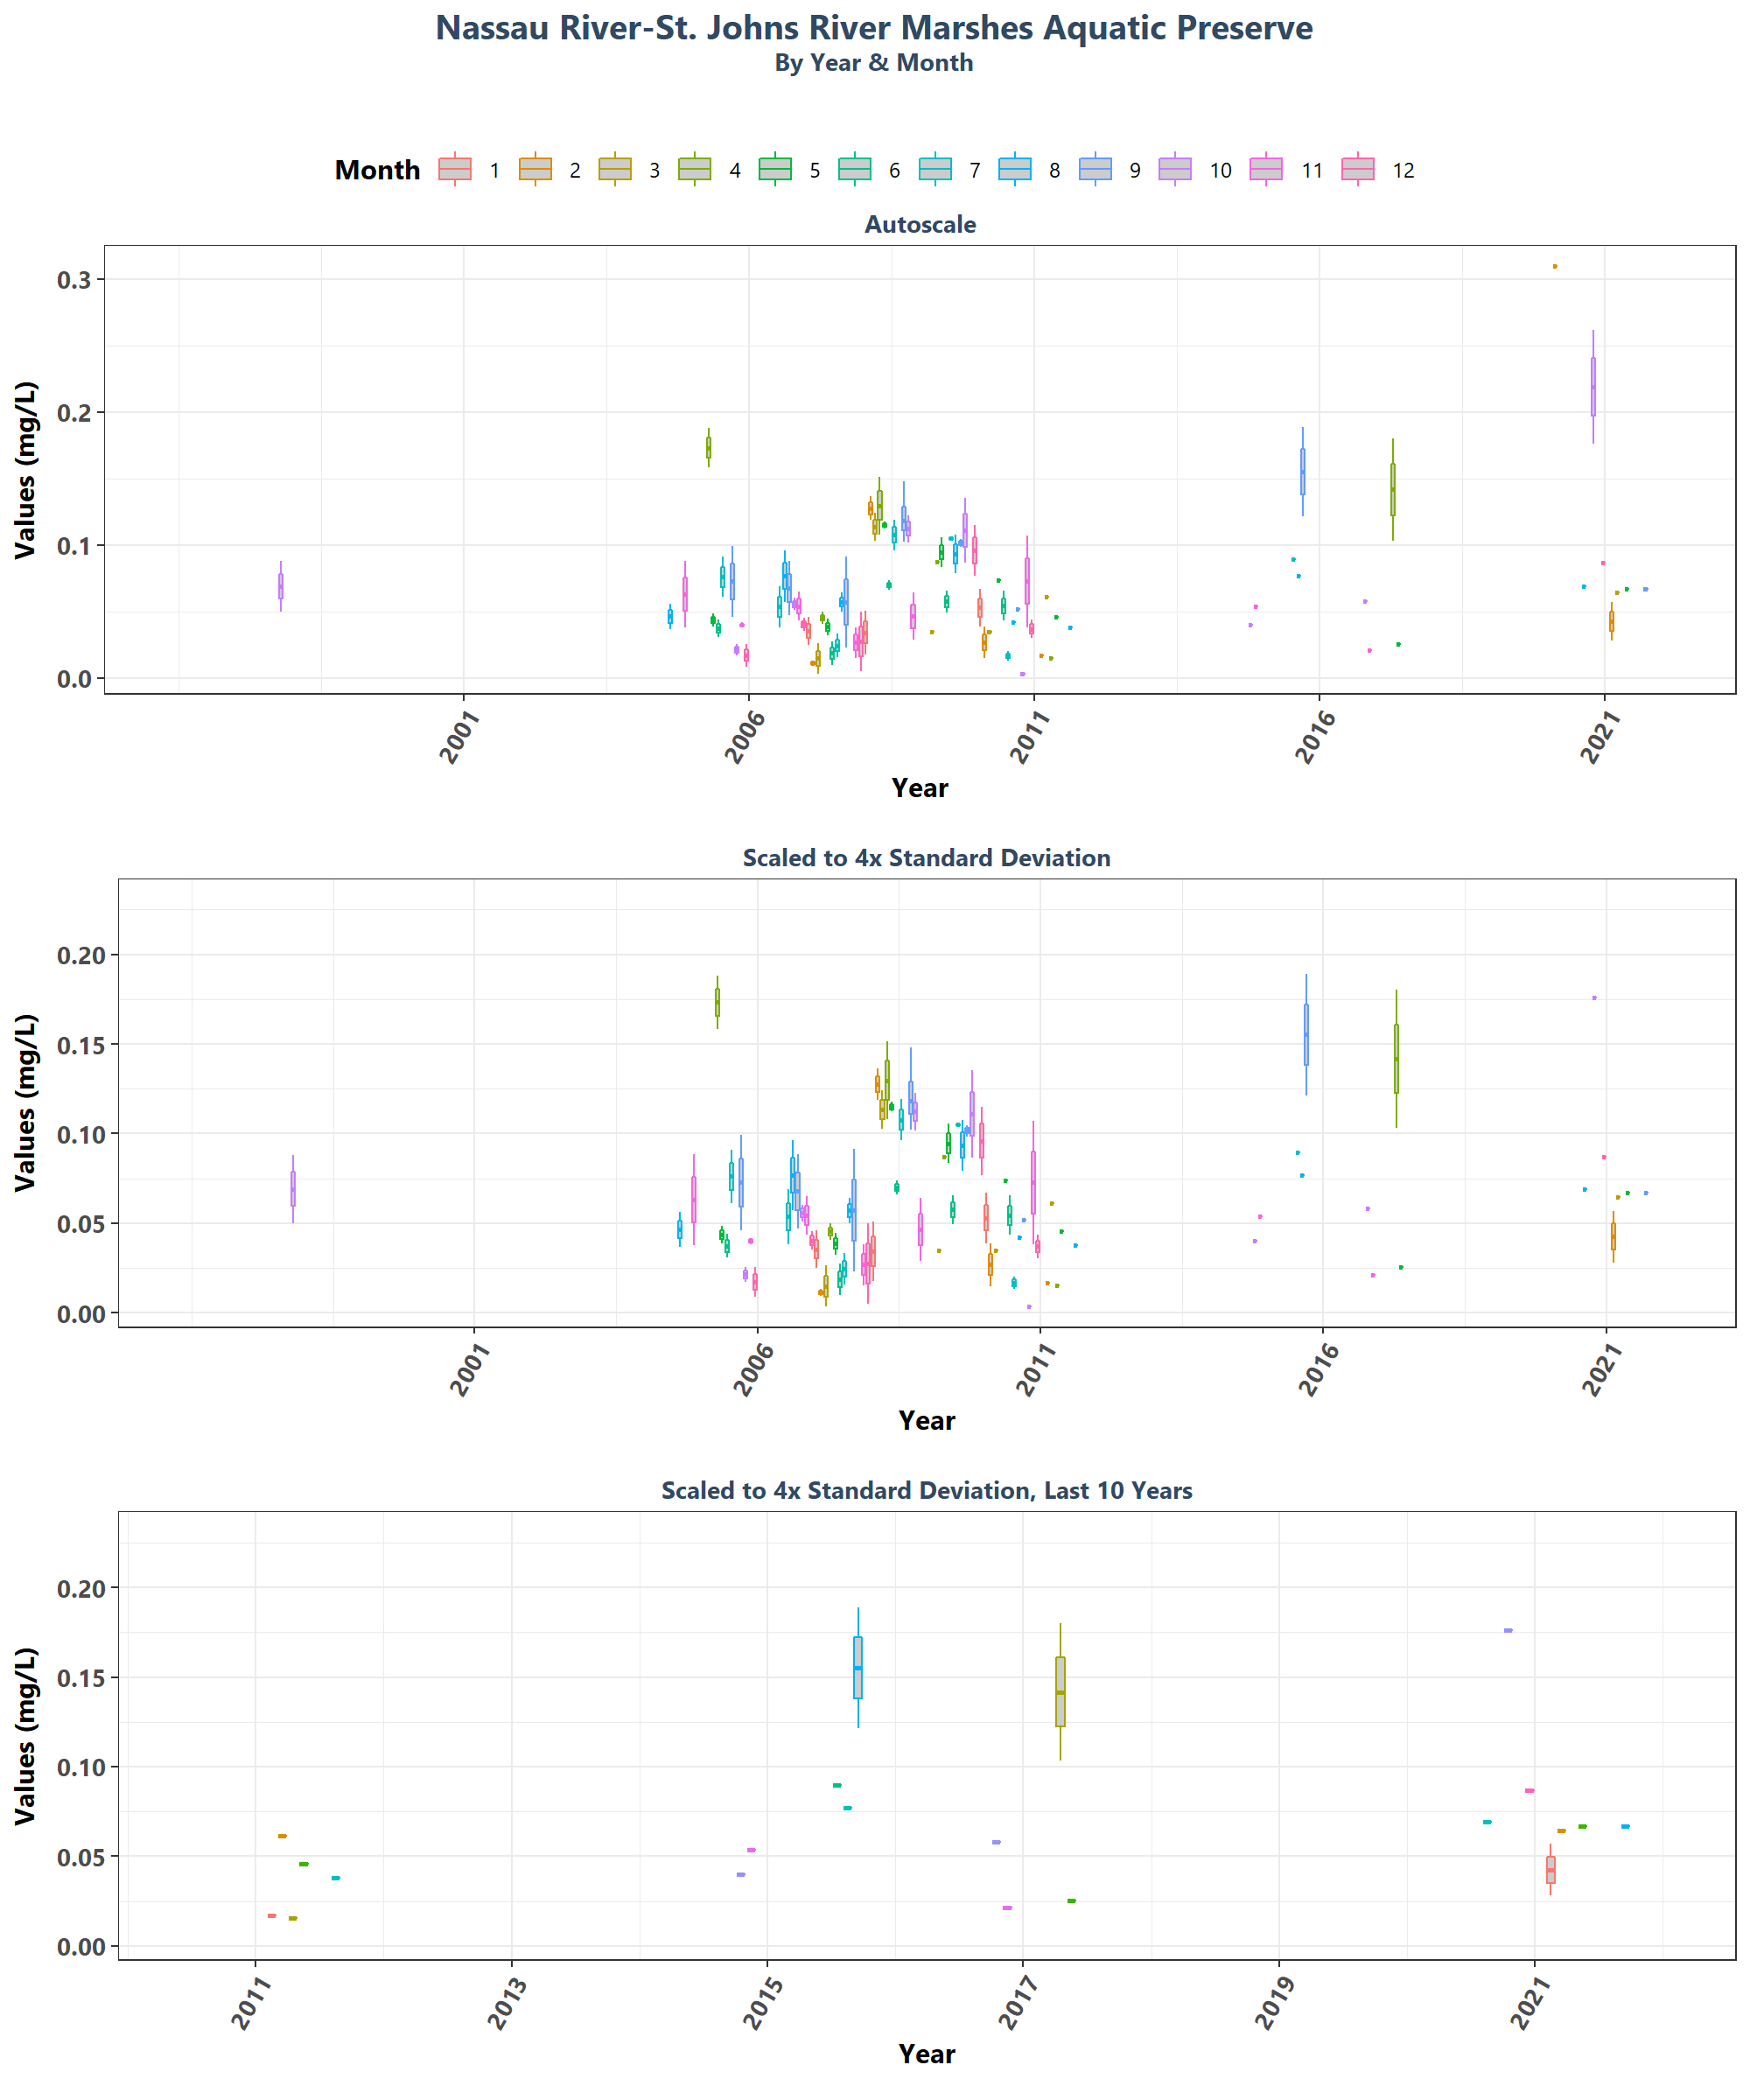 Nassau River-St. Johns River Marshes Aquatic Preserve
By Year & Month
Month 1 2 3 4 5 6 7 8 9 10 11 12
Autoscale
Values (mg/L)
0.3
0.2
0.1
0.0
2001 2006 2011 2016 2021
Year
Scaled to 4x Standard Deviation
Values (mg/L)
0.20
0.15
0.10
0.05
0.00
2001 2006 2011 2016 2021
Year
Scaled to 4x Standard Deviation, Last 10 Years
Values (mg/L)
0.20
0.15
0.10
0.05
0.00
2011 2013 2015 2017 2019 2021
Year